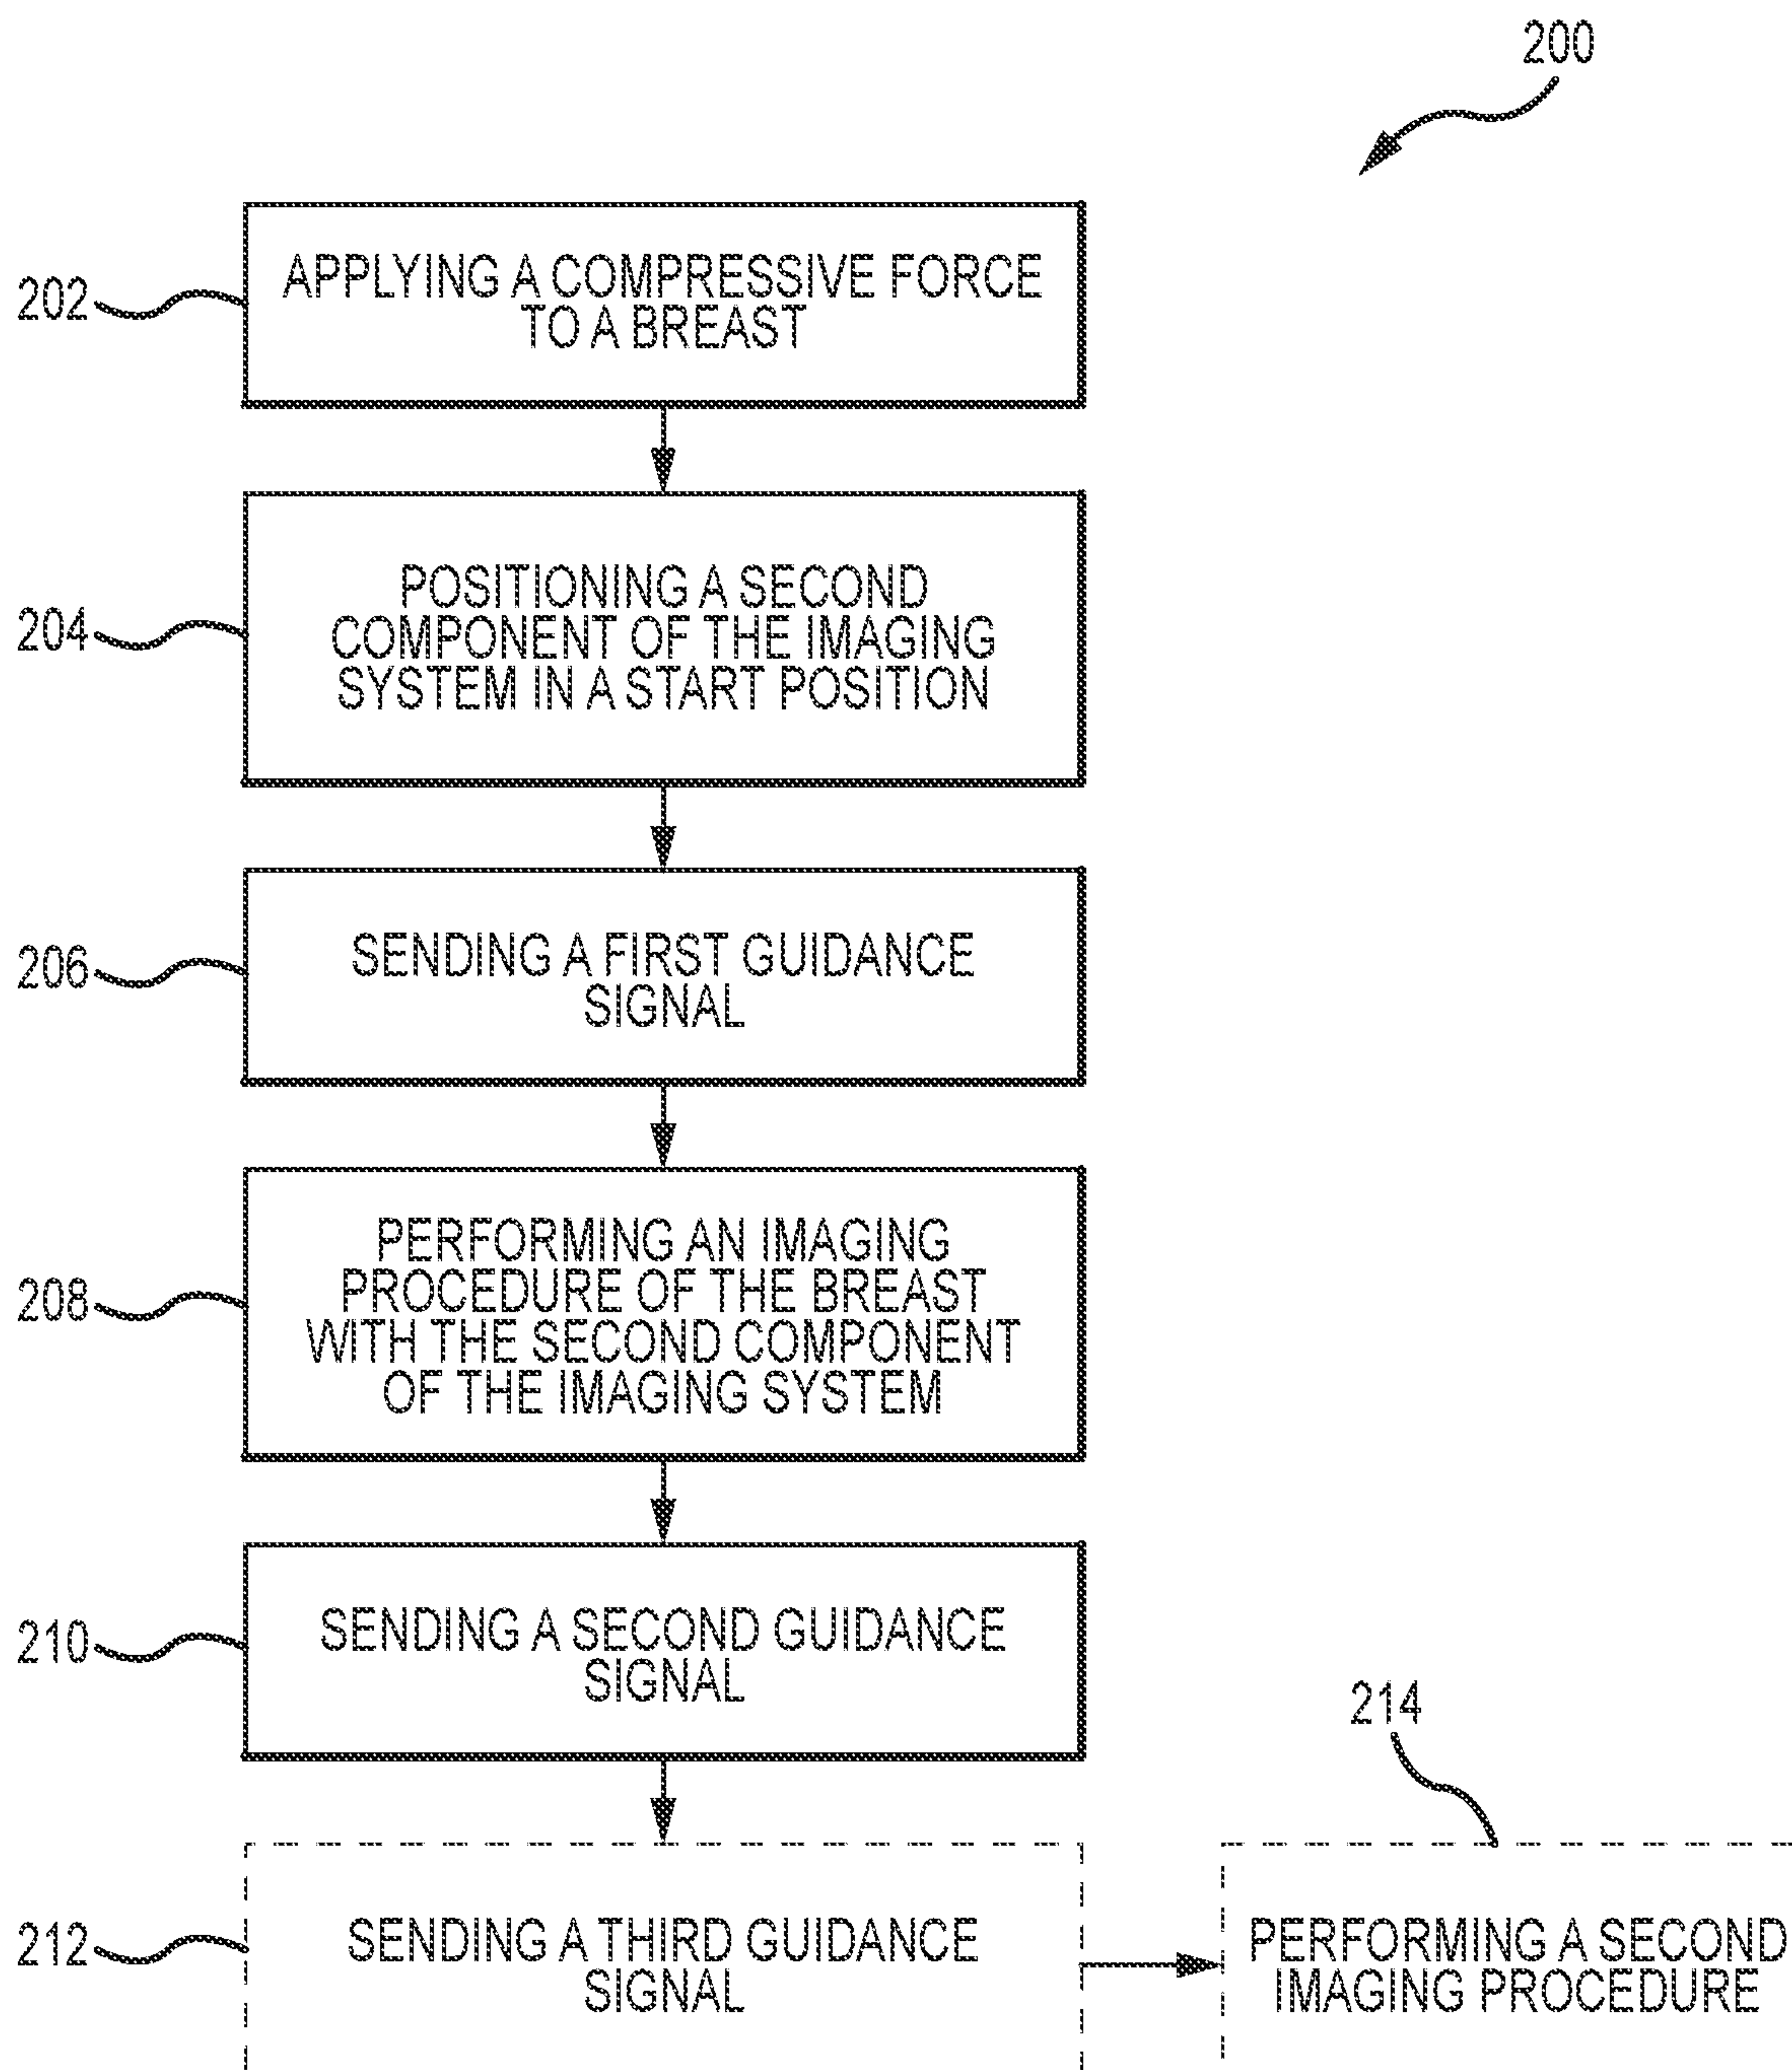 200
202
APPLYING A COMPRESSIVE FORCE
TO A BREAST
204
POSITIONING A SECOND
COMPONENT OF THE IMAGING
SYSTEM IN A START POSITION
206
SENDING A FIRST GUIDANCE
SIGNAL
208
PERFORMING AN IMAGING
PROCEDURE OF THE BREAST
WITH THE SECOND COMPONENT
OF THE IMAGING SYSTEM
210
SENDING A SECOND GUIDANCE
SIGNAL
212
SENDING A THIRD GUIDANCE
SIGNAL
214
PERFORMING A SECOND
IMAGING PROCEDURE